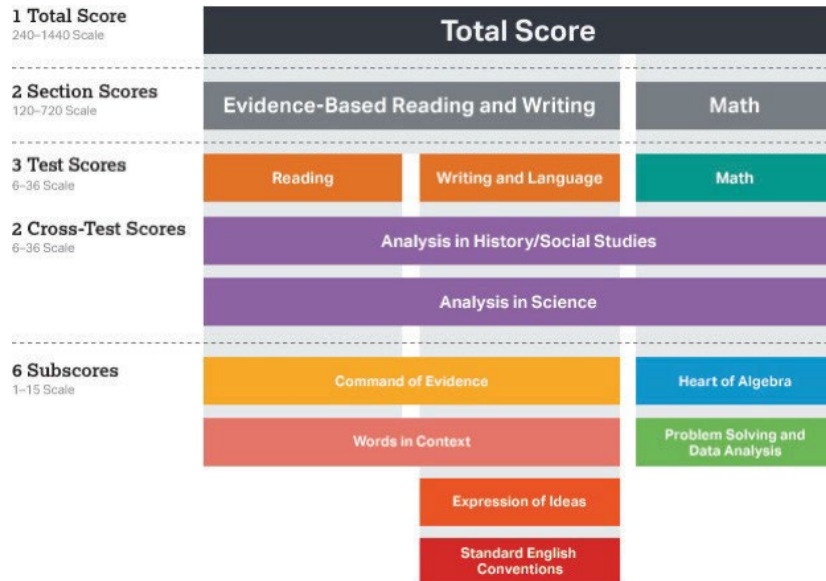 1 Total Score
240–1440 Scale
Total Score
2 Section Scores
120–720 Scale
Evidence-Based Reading and Writing
Math
3 Test Scores
6–36 Scale
Reading
Writing and Language
Math
2 Cross-Test Scores
6–36 Scale
Analysis in History/Social Studies
Analysis in Science
6 Subscores
1–15 Scale
Command of Evidence
Heart of Algebra
Words in Context
Problem Solving and
Data Analysis
Expression of Ideas
Standard English
Conventions